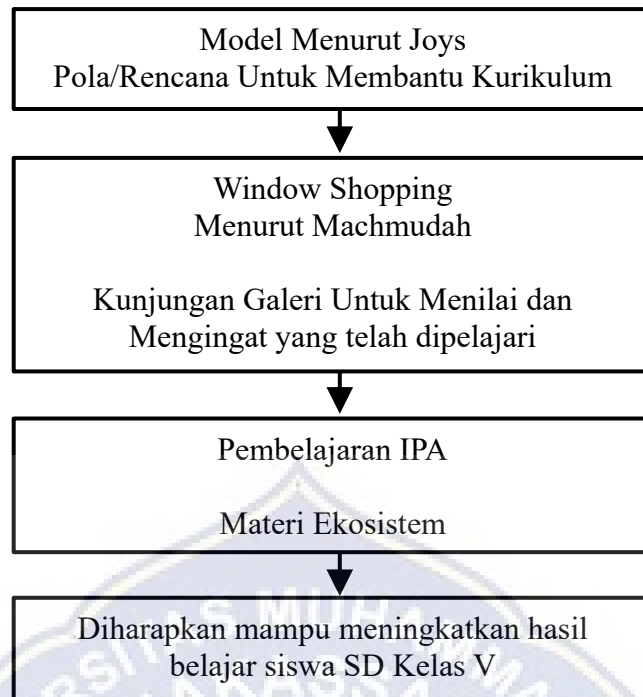 Model Menurut Joys
Pola/Rencana Untuk Membantu Kurikulum
Window Shopping
Menurut Machmudah
Kunjungan Galeri Untuk Menilai dan
Mengingat yang telah dipelajari
Pembelajaran IPA
Materi Ekosistem
Diharapkan mampu meningkatkan hasil
belajar siswa SD Kelas V